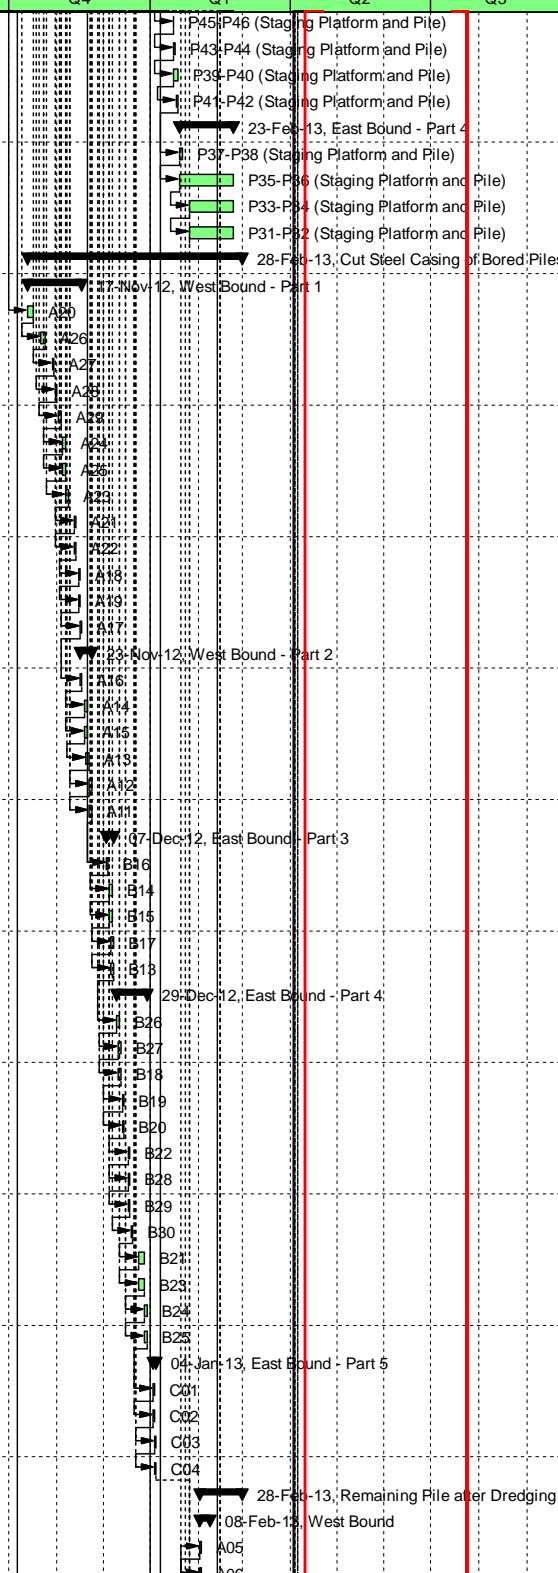 Q4 Q1 Q2 Q3
P45-P46 (Staging Platform and Pile)
P43-P44 (Staging Platform and Pile)
P39-P40 (Staging Platform and Pile)
P41-P42 (Staging Platform and Pile)
23-Feb-13, East Bound - Part 4
P37-P38 (Staging Platform and Pile)
P35-P36 (Staging Platform and Pile)
P33-P34 (Staging Platform and Pile)
P31-P32 (Staging Platform and Pile)
28-Feb-13, Cut Steel Casing of Bored Piles
17-Nov-12, West Bound - Part 1
A20
A26
A27
A28
A29
A24
A25
A23
A21
A22
A18
A19
A17
23-Nov-12, West Bound - Part 2
A16
A14
A15
A13
A12
A11
07-Dec-12, East Bound - Part 3
B16
B14
B15
B17
B13
29-Dec-12, East Bound - Part 4
B26
B27
B18
B19
B20
B22
B28
B29
B30
B21
B23
B24
B25
04-Jan-13, East Bound - Part 5
C01
C02
C03
C04
28-Feb-13, Remaining Pile after Dredging
08-Feb-13, West Bound
A05